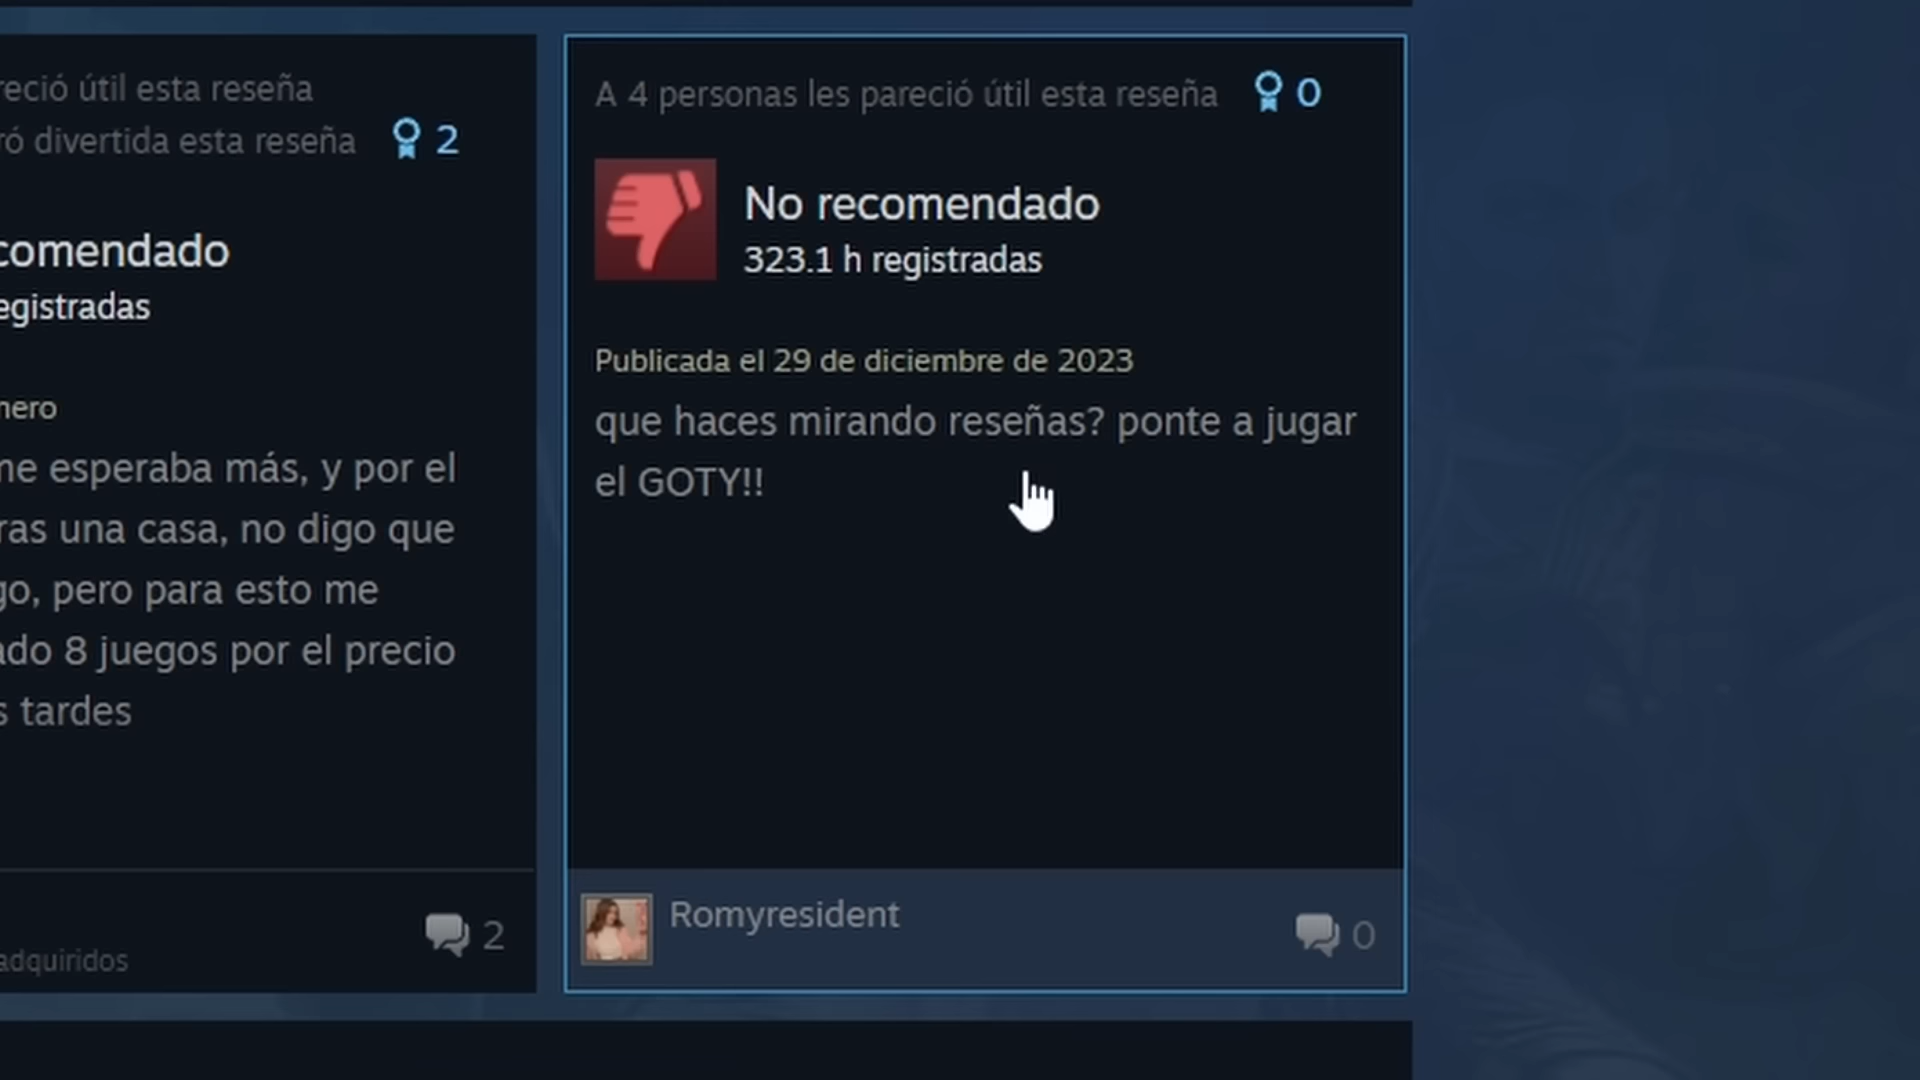 reció útil esta reseña
ró divertida esta reseña 2
comendado
egistradas
nero
me esperaba más, y por el
ras una casa, no digo que
go, pero para esto me
ado 8 juegos por el precio
s tardes
adquiridos
2
A 4 personas les pareció útil esta reseña 0
No recomendado
323.1 h registradas
Publicada el 29 de diciembre de 2023
que haces mirando reseñas? ponte a jugar
el GOTY!!
Romyresident
0